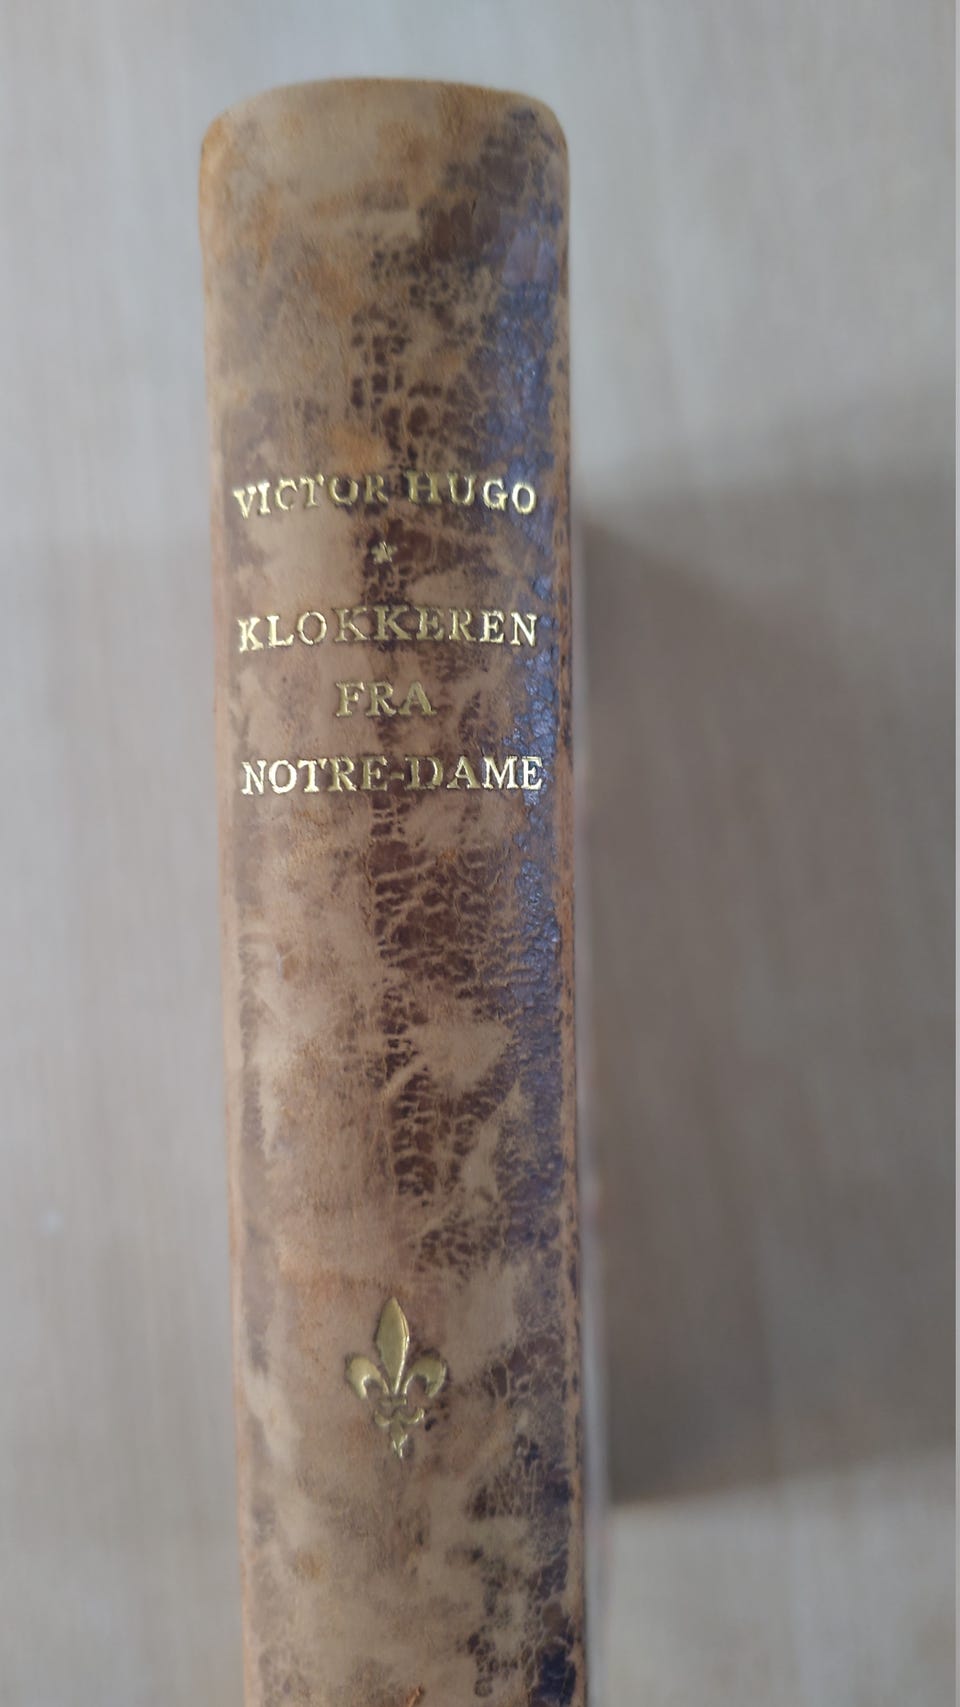 VICTOR HUGO
*
KLOKKEREN
FRA
NOTRE-DAME